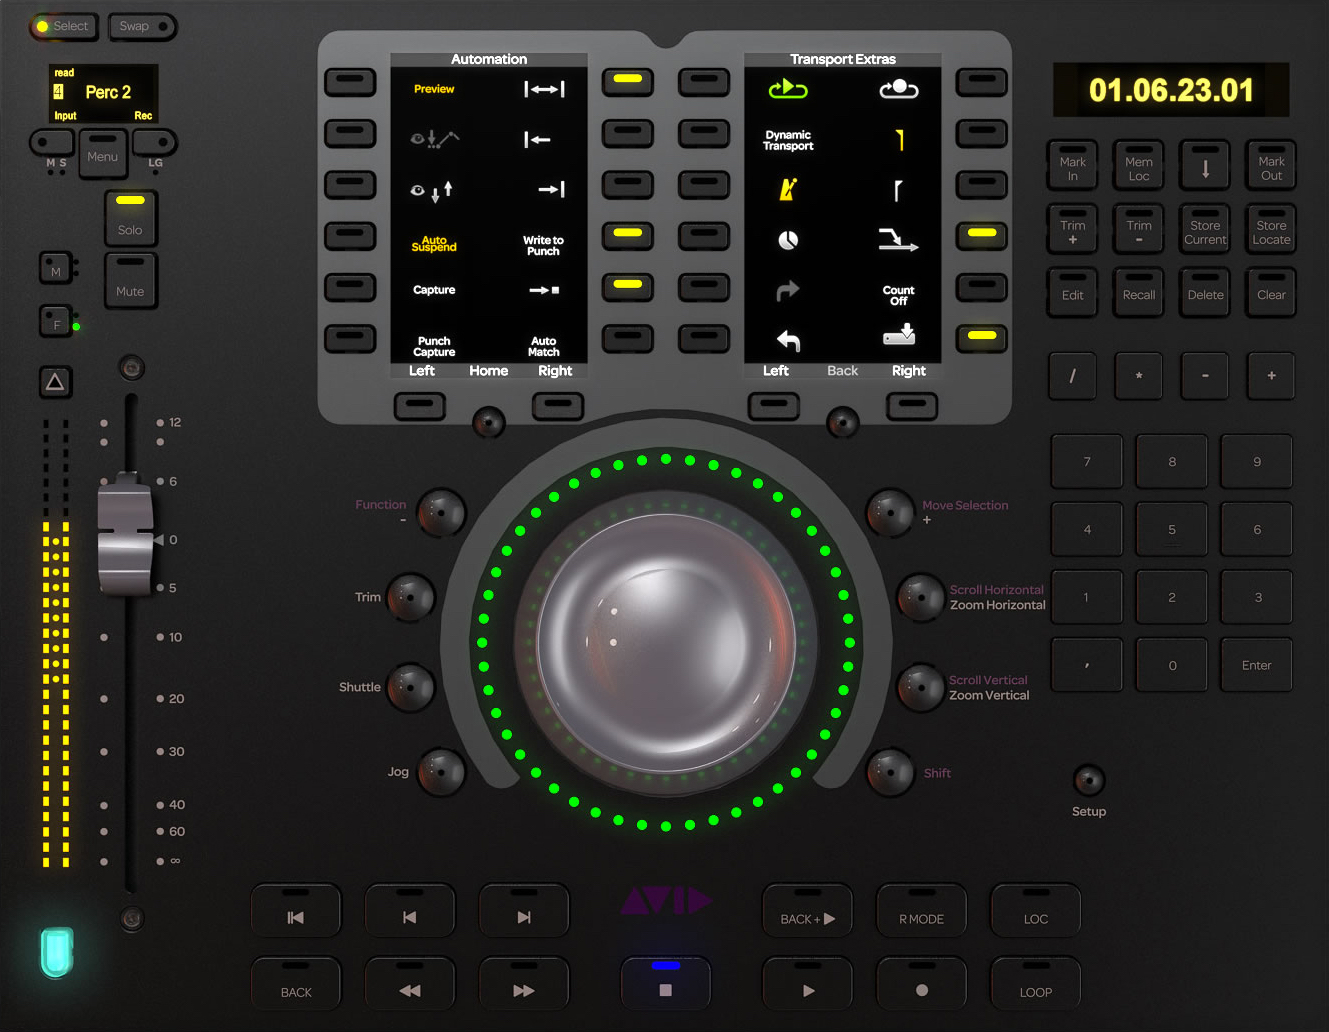 Select
Swap
read
4 Perc 2
Input Rec
M S
Menu
LG
Solo
M
Mute
F
12
6
0
5
10
20
30
40
60
∞
Automation
Preview
Auto
Suspend
Write to
Punch
Capture
Punch
Capture
Auto
Match
Left Home Right
Transport Extras
Dynamic
Transport
Count
Off
Left Back Right
01.06.23.01
Mark
In
Mem
Loc
Mark
Out
Trim
+
Trim
-
Store
Current
Store
Locate
Edit
Recall
Delete
Clear
/ * - +
7 8 9
4 5 6
1 2 3
, 0 Enter
Function
-
Trim
Shuttle
Jog
Move Selection
+
Scroll Horizontal
Zoom Horizontal
Scroll Vertical
Zoom Vertical
Shift
Setup
AVID
BACK +
R MODE
LOC
BACK
LOOP